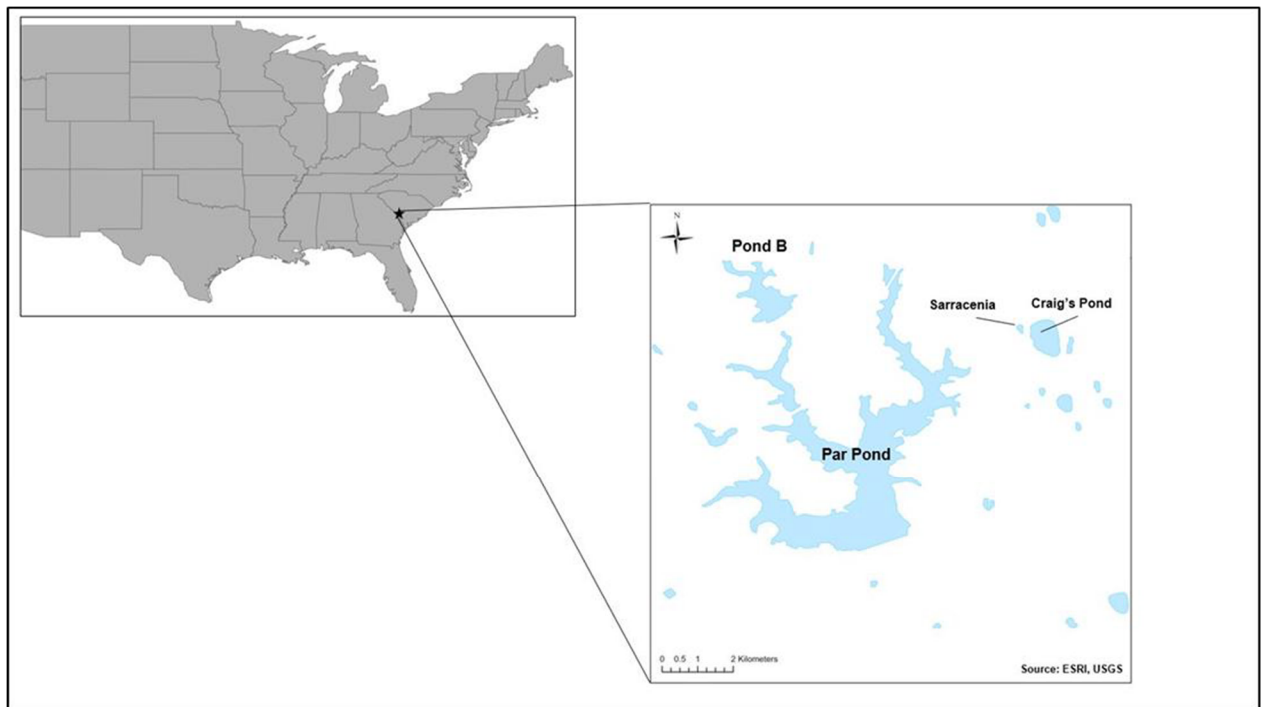 N
Pond B
Sarracenia
Craig's Pond
Par Pond
0 0.5 1 2 Kilometers
Source: ESRI, USGS